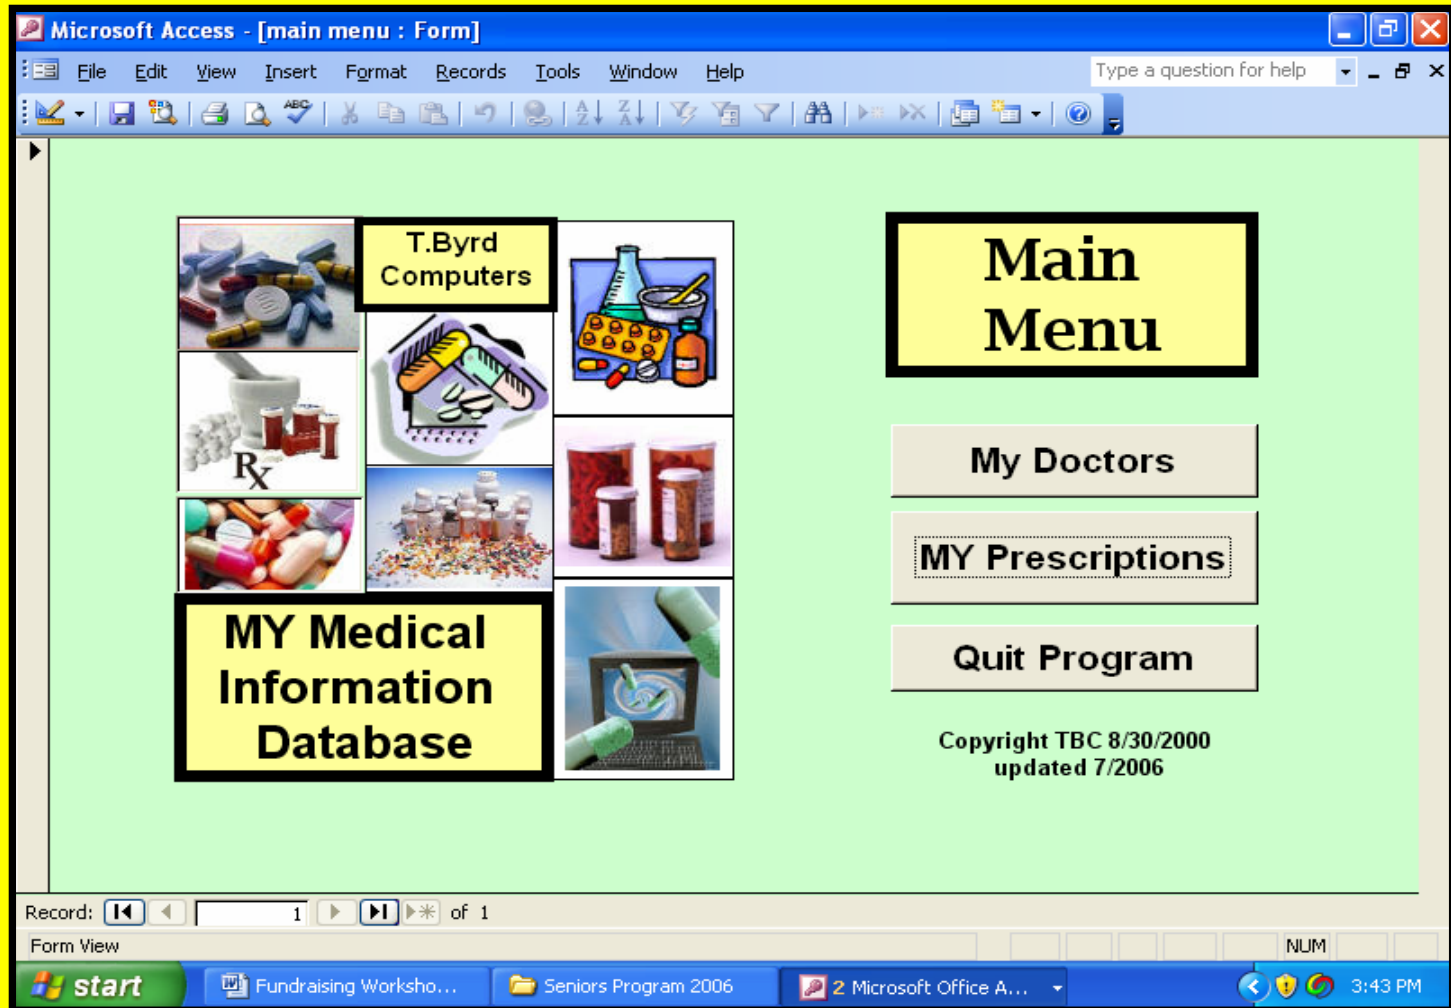 Microsoft Access - [main menu : Form]
File Edit View Insert Format Records Tools Window Help
Type a question for help
T.Byrd
Computers
Rx
MY Medical
Information
Database
Main
Menu
My Doctors
MY Prescriptions
Quit Program
Copyright TBC 8/30/2000
updated 7/2006
Record: 1 of 1
Form View
NUM
start
Fundraising Worksho...
Seniors Program 2006
2 Microsoft Office A...
3:43 PM